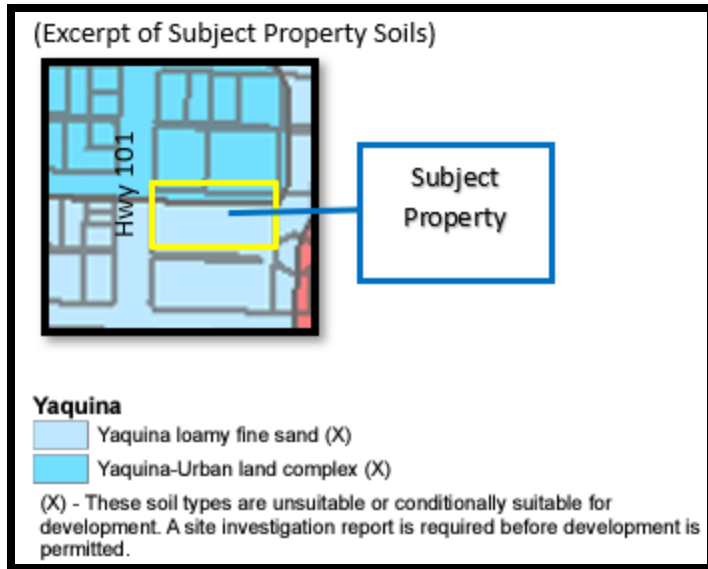 (Excerpt of Subject Property Soils)
Hwy 101
Subject
Property
Yaquina
Yaquina loamy fine sand (X)
Yaquina-Urban land complex (X)
(X) - These soil types are unsuitable or conditionally suitable for
development. A site investigation report is required before development is
permitted.